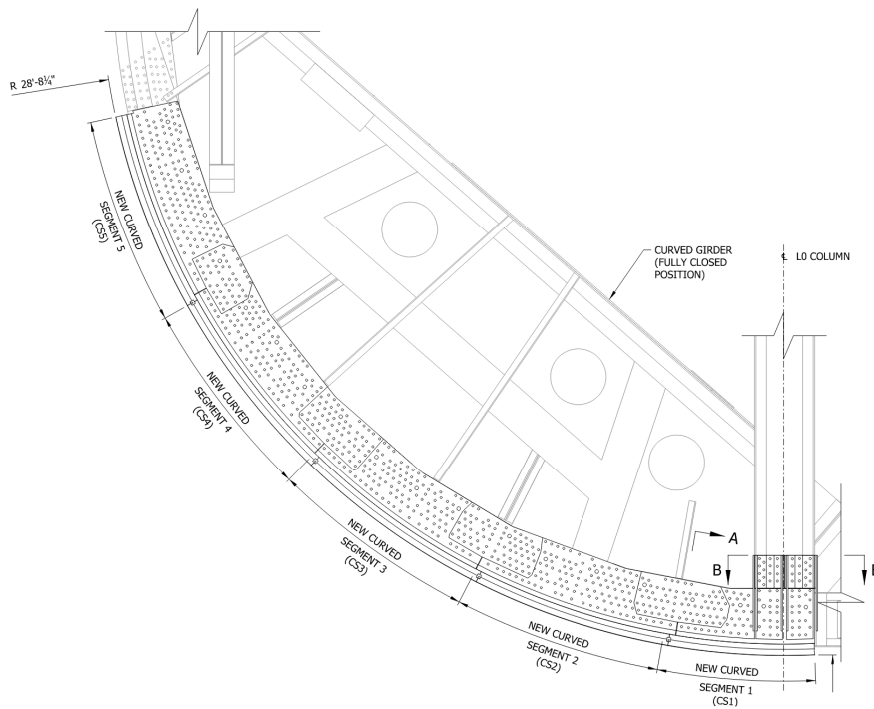 R 28'-8¼"
NEW CURVED
SEGMENT 5
(CS5)
CURVED GIRDER
(FULLY CLOSED
POSITION)
℄ L0 COLUMN
NEW CURVED
SEGMENT 4
(CS4)
NEW CURVED
SEGMENT 3
(CS3)
A
B
B
NEW CURVED
SEGMENT 2
(CS2)
NEW CURVED
SEGMENT 1
(CS1)